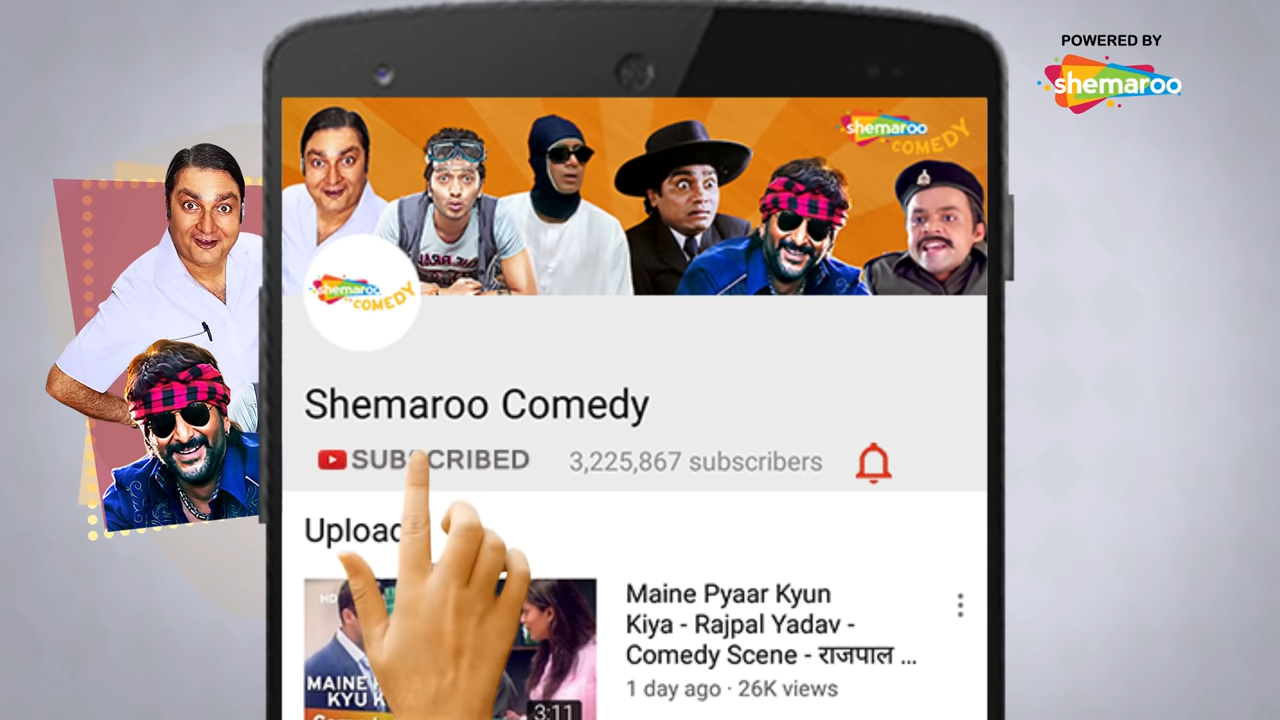 POWERED BY
shemaroo
shemaroo
COMEDY
shemaroo
COMEDY
Shemaroo Comedy
SUBSCRIBED
3,225,867 subscribers
Uploa
Maine Pyaar Kyun
Kiya - Rajpal Yadav -
Comedy Scene - राजपाल ...
1 day ago · 26K views
HD
MAINE
KYU K
3:11